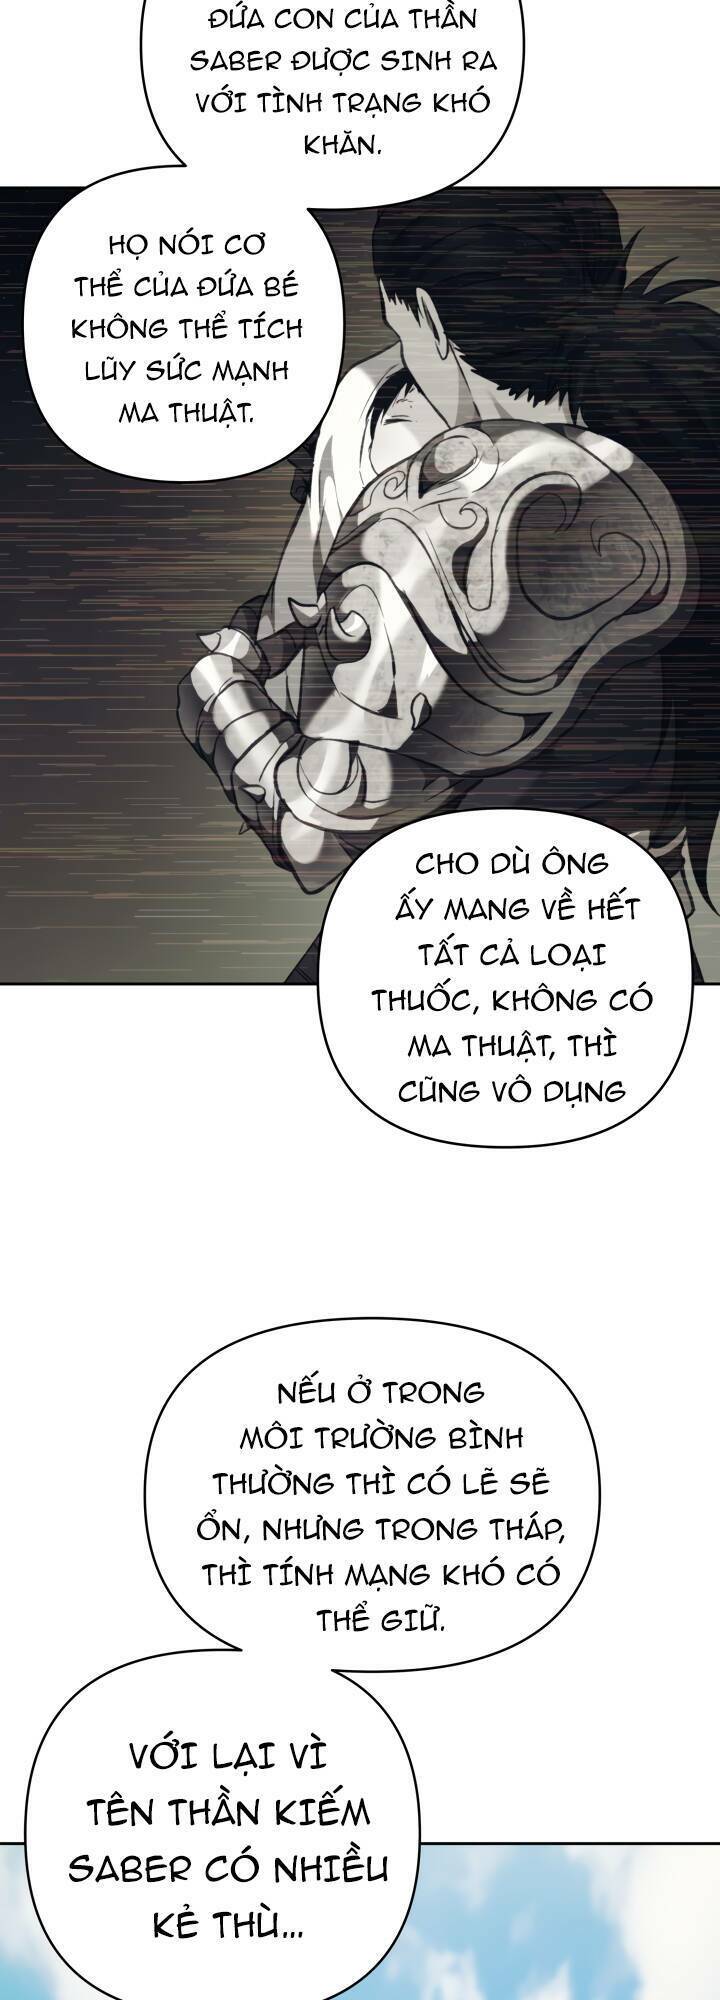 ĐỨA CON CỦA THẦN
SABER ĐƯỢC SINH RA
VỚI TÌNH TRẠNG KHÓ
KHĂN.
HỌ NÓI CƠ
THỂ CỦA ĐỨA BÉ
KHÔNG THỂ TÍCH
LŨY SỨC MẠNH
MA THUẬT.
CHO DÙ ÔNG
ẤY MANG VỀ HẾT
TẤT CẢ LOẠI
THUỐC, KHÔNG CÓ
MA THUẬT, THÌ
CŨNG VÔ DỤNG
NẾU Ở TRONG
MÔI TRƯỜNG BÌNH
THƯỜNG THÌ CÓ LẼ SẼ
ỔN, NHƯNG TRONG THÁP,
THÌ TÍNH MẠNG KHÓ CÓ
THỂ GIỮ.
VỚI LẠI VÌ
TÊN THẦN KIẾM
SABER CÓ NHIỀU
KẺ THÙ...